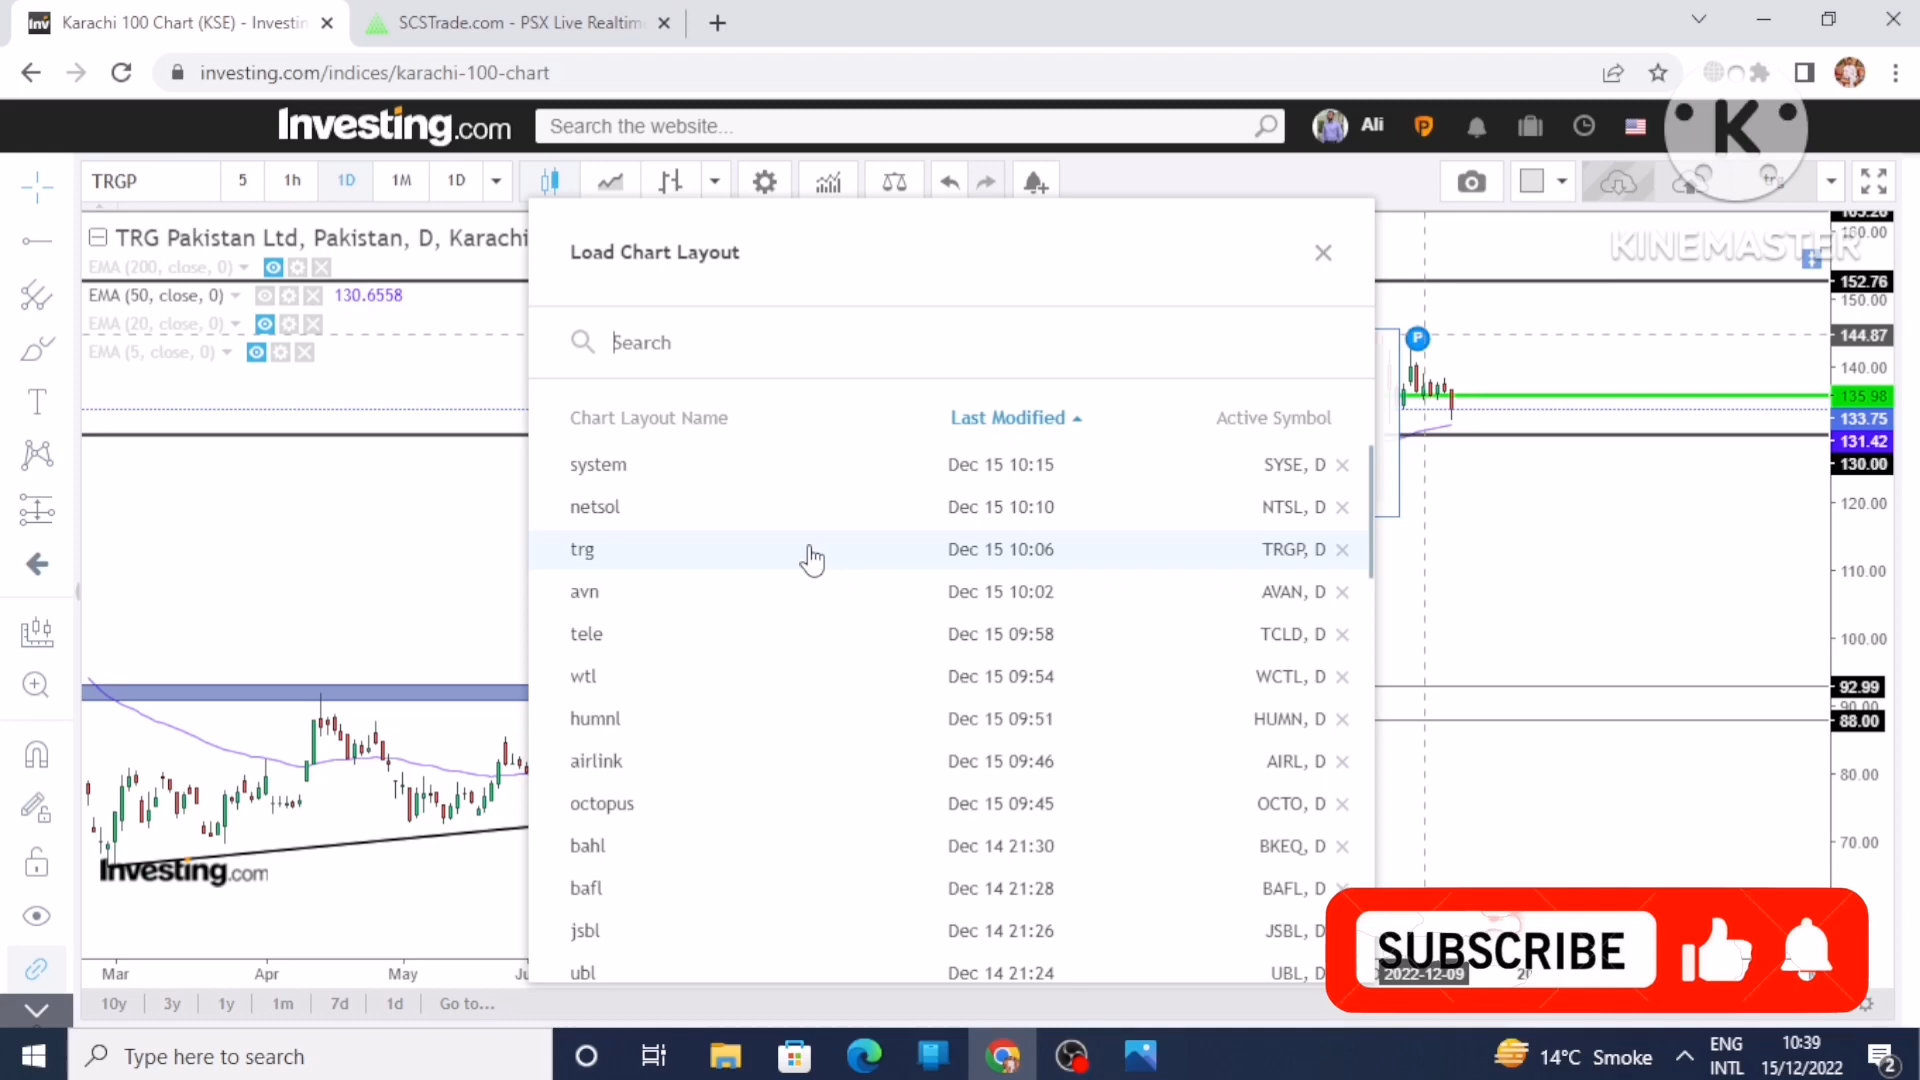 Karachi 100 Chart (KSE) - Investin
SCSTrade.com - PSX Live Realtim
investing.com/indices/karachi-100-chart
Investing.com
Search the website...
Ali
K
TRGP
5
1h
1D
1M
1D
trg
KINEMASTER
TRG Pakistan Ltd, Pakistan, D, Karachi
EMA (200, close, 0)
EMA (50, close, 0)
130.6558
EMA (20, close, 0)
EMA (5, close, 0)
Load Chart Layout
Search
Chart Layout Name
Last Modified
Active Symbol
system
Dec 15 10:15
SYSE, D
netsol
Dec 15 10:10
NTSL, D
trg
Dec 15 10:06
TRGP, D
avn
Dec 15 10:02
AVAN, D
tele
Dec 15 09:58
TCLD, D
wtl
Dec 15 09:54
WCTL, D
humnl
Dec 15 09:51
HUMN, D
airlink
Dec 15 09:46
AIRL, D
octopus
Dec 15 09:45
OCTO, D
bahl
Dec 14 21:30
BKEQ, D
bafl
Dec 14 21:28
BAFL, D
jsbl
Dec 14 21:26
JSBL, D
ubl
Dec 14 21:24
UBL, D
P
160.00
152.76
150.00
144.87
140.00
135.98
133.75
131.42
130.00
120.00
110.00
100.00
92.99
90.00
88.00
80.00
70.00
Investing.com
Mar
Apr
May
SUBSCRIBE
2022-12-09
10y
3y
1y
1m
7d
1d
Go to...
Type here to search
14°C Smoke
ENG
INTL
10:39
15/12/2022
2